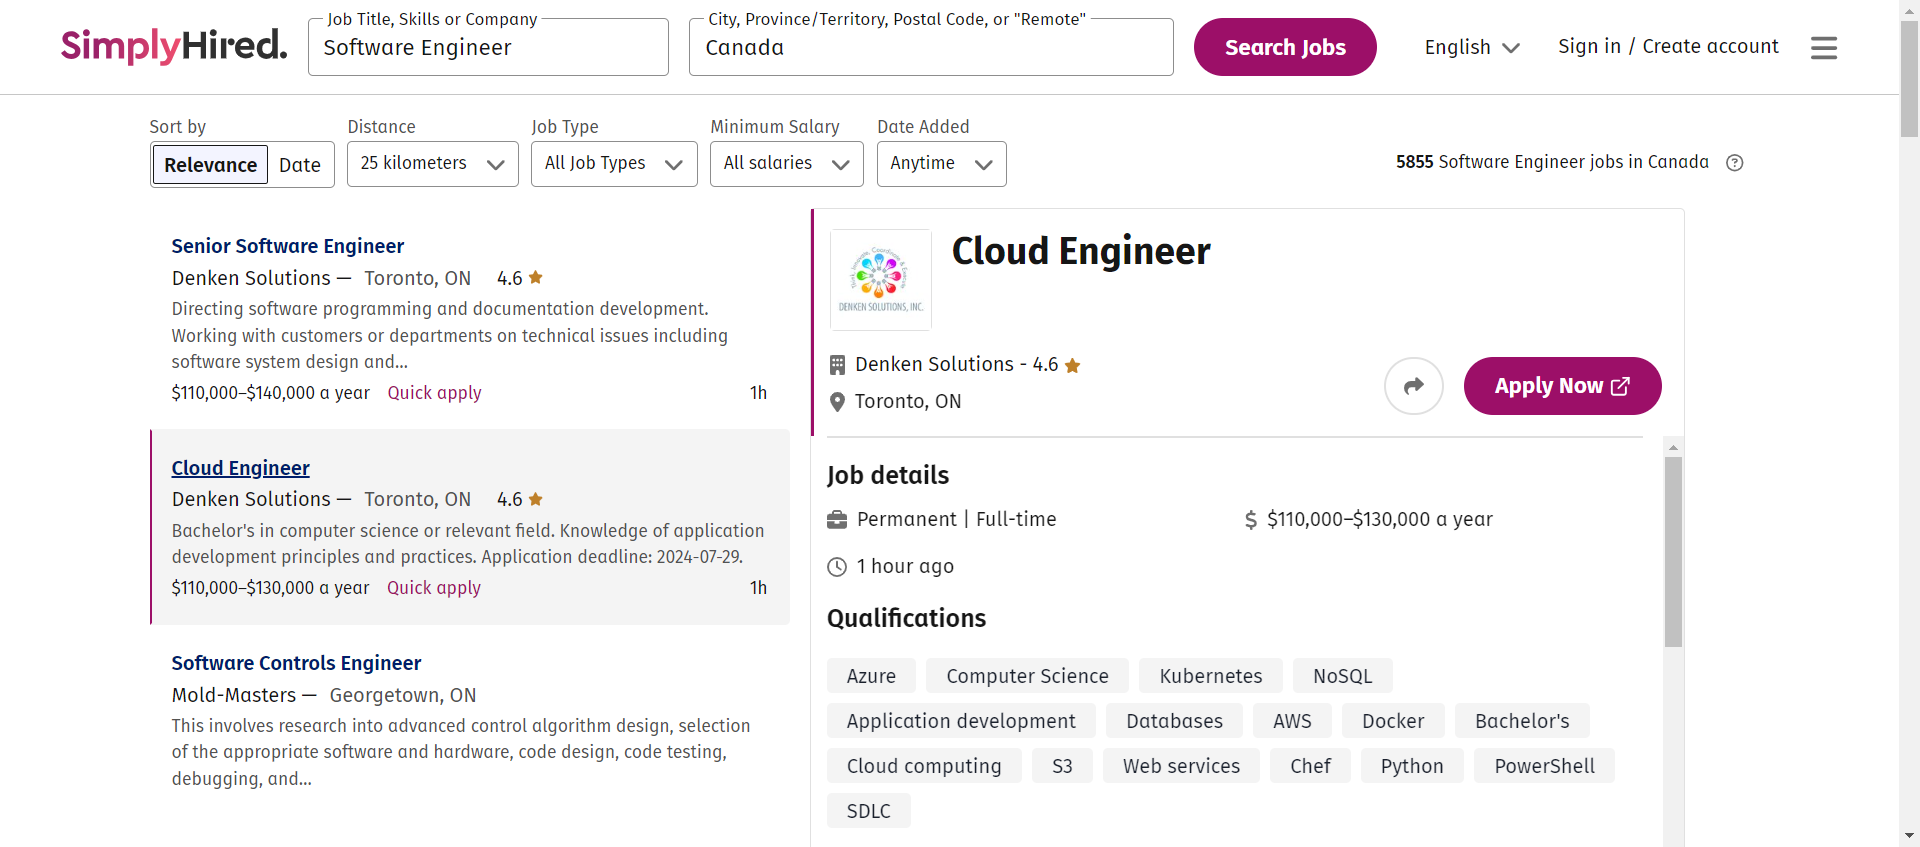 SimplyHired.
Job Title, Skills or Company
Software Engineer
City, Province/Territory, Postal Code, or "Remote"
Canada
Search Jobs
English
Sign in / Create account
Sort by
Relevance
Date
Distance
25 kilometers
Job Type
All Job Types
Minimum Salary
All salaries
Date Added
Anytime
5855 Software Engineer jobs in Canada
Senior Software Engineer
Denken Solutions — Toronto, ON 4.6
Directing software programming and documentation development.
Working with customers or departments on technical issues including
software system design and...
$110,000–$140,000 a year Quick apply 1h
Cloud Engineer
Denken Solutions — Toronto, ON 4.6
Bachelor's in computer science or relevant field. Knowledge of application
development principles and practices. Application deadline: 2024-07-29.
$110,000–$130,000 a year Quick apply 1h
Software Controls Engineer
Mold-Masters — Georgetown, ON
This involves research into advanced control algorithm design, selection
of the appropriate software and hardware, code design, code testing,
debugging, and...
DENKEN SOLUTIONS, INC.
Cloud Engineer
Denken Solutions - 4.6
Toronto, ON
Apply Now
Job details
Permanent | Full-time
$110,000–$130,000 a year
1 hour ago
Qualifications
Azure Computer Science Kubernetes NoSQL
Application development Databases AWS Docker Bachelor's
Cloud computing S3 Web services Chef Python PowerShell
SDLC